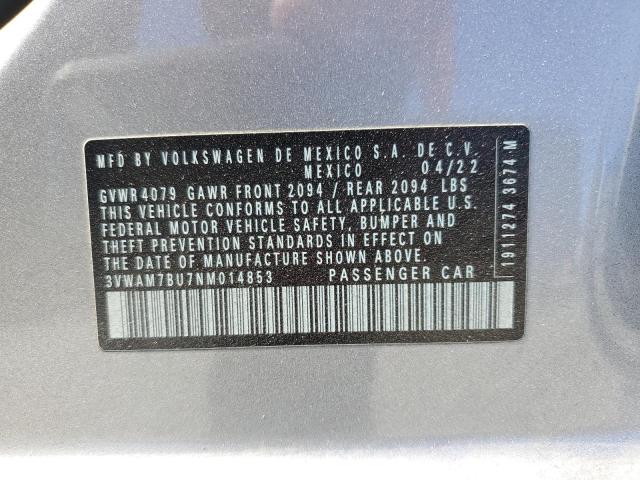 MFD BY VOLKSWAGEN DE MEXICO S.A. DE C.V.
MEXICO 04/22
GVWR 4079 GAWR FRONT 2094 / REAR 2094 LBS
THIS VEHICLE CONFORMS TO ALL APPLICABLE U.S.
FEDERAL MOTOR VEHICLE SAFETY, BUMPER AND
THEFT PREVENTION STANDARDS IN EFFECT ON
THE DATE OF MANUFACTURE SHOWN ABOVE.
3VWAM7BU7NM014853 PASSENGER CAR
1911274 3674 M